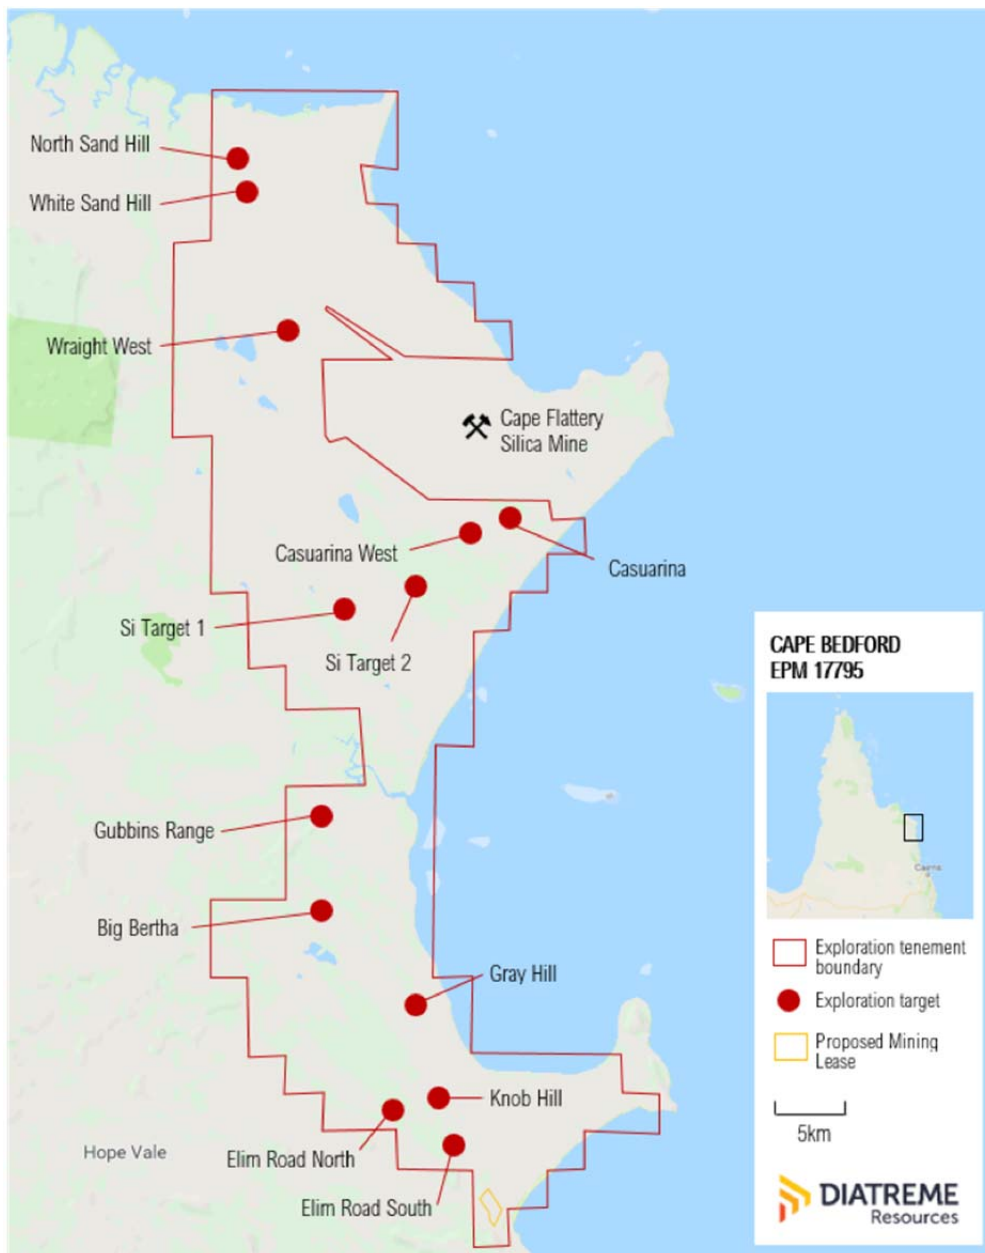 North Sand Hill
White Sand Hill
Wraight West
Cape Flattery
Silica Mine
Casuarina West
Casuarina
Si Target 1
Si Target 2
Gubbins Range
Big Bertha
Gray Hill
Knob Hill
Elim Road North
Hope Vale
Elim Road South
CAPE BEDFORD
EPM 17795
Cairns
Exploration tenement
boundary
Exploration target
Proposed Mining
Lease
5km
DIATREME
Resources